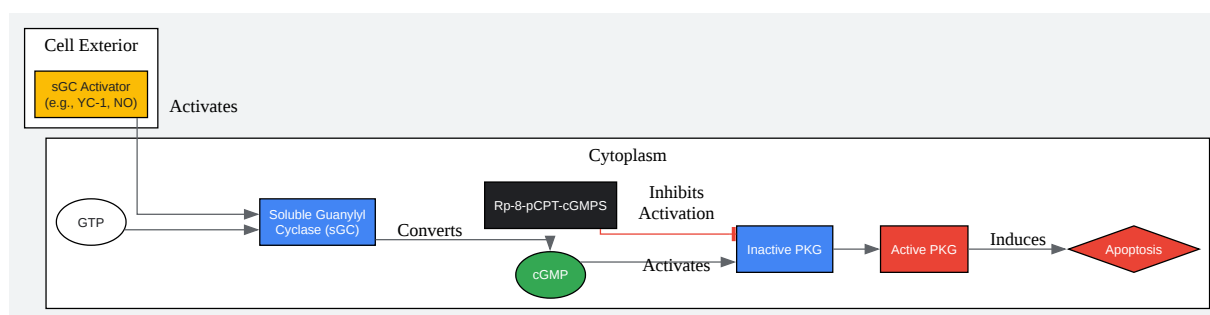 Cell Exterior
sGC Activator
(e.g., YC-1, NO)
Activates
Cytoplasm
GTP
Soluble Guanylyl
Cyclase (sGC)
Converts
Rp-8-pCPT-cGMPS
cGMP
Inhibits
Activation
Activates
Inactive PKG
Active PKG
Induces
Apoptosis